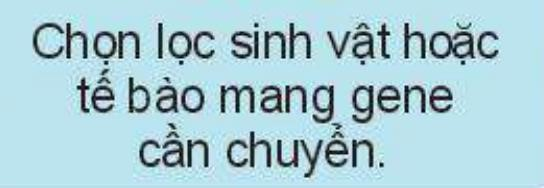 Chọn lọc sinh vật hoặc
tế bào mang gene
cần chuyển.